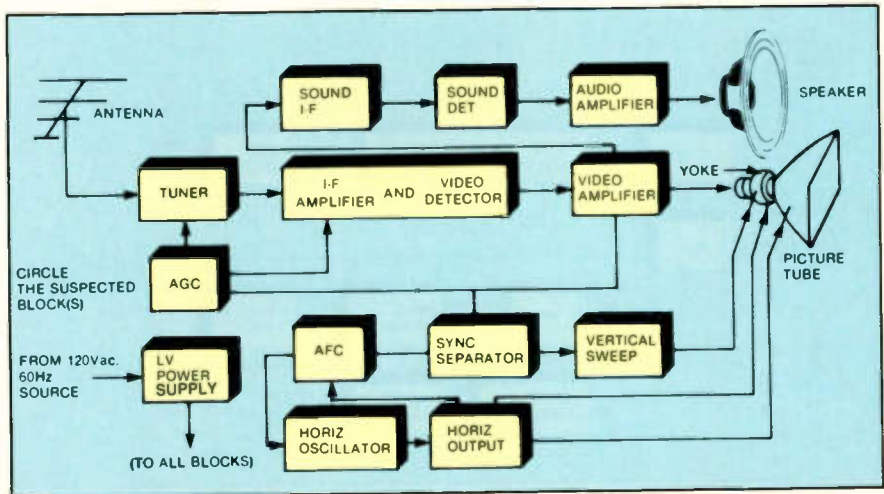 ANTENNA
SOUND
I-F
SOUND
DET
AUDIO
AMPLIFIER
SPEAKER
TUNER
I-F
AMPLIFIER AND VIDEO
DETECTOR
VIDEO
AMPLIFIER
YOKE
PICTURE
TUBE
CIRCLE
THE SUSPECTED
BLOCK(S)
AGC
FROM 120Vac.
60Hz
SOURCE
LV
POWER
SUPPLY
(TO ALL BLOCKS)
AFC
SYNC
SEPARATOR
VERTICAL
SWEEP
HORIZ
OSCILLATOR
HORIZ
OUTPUT